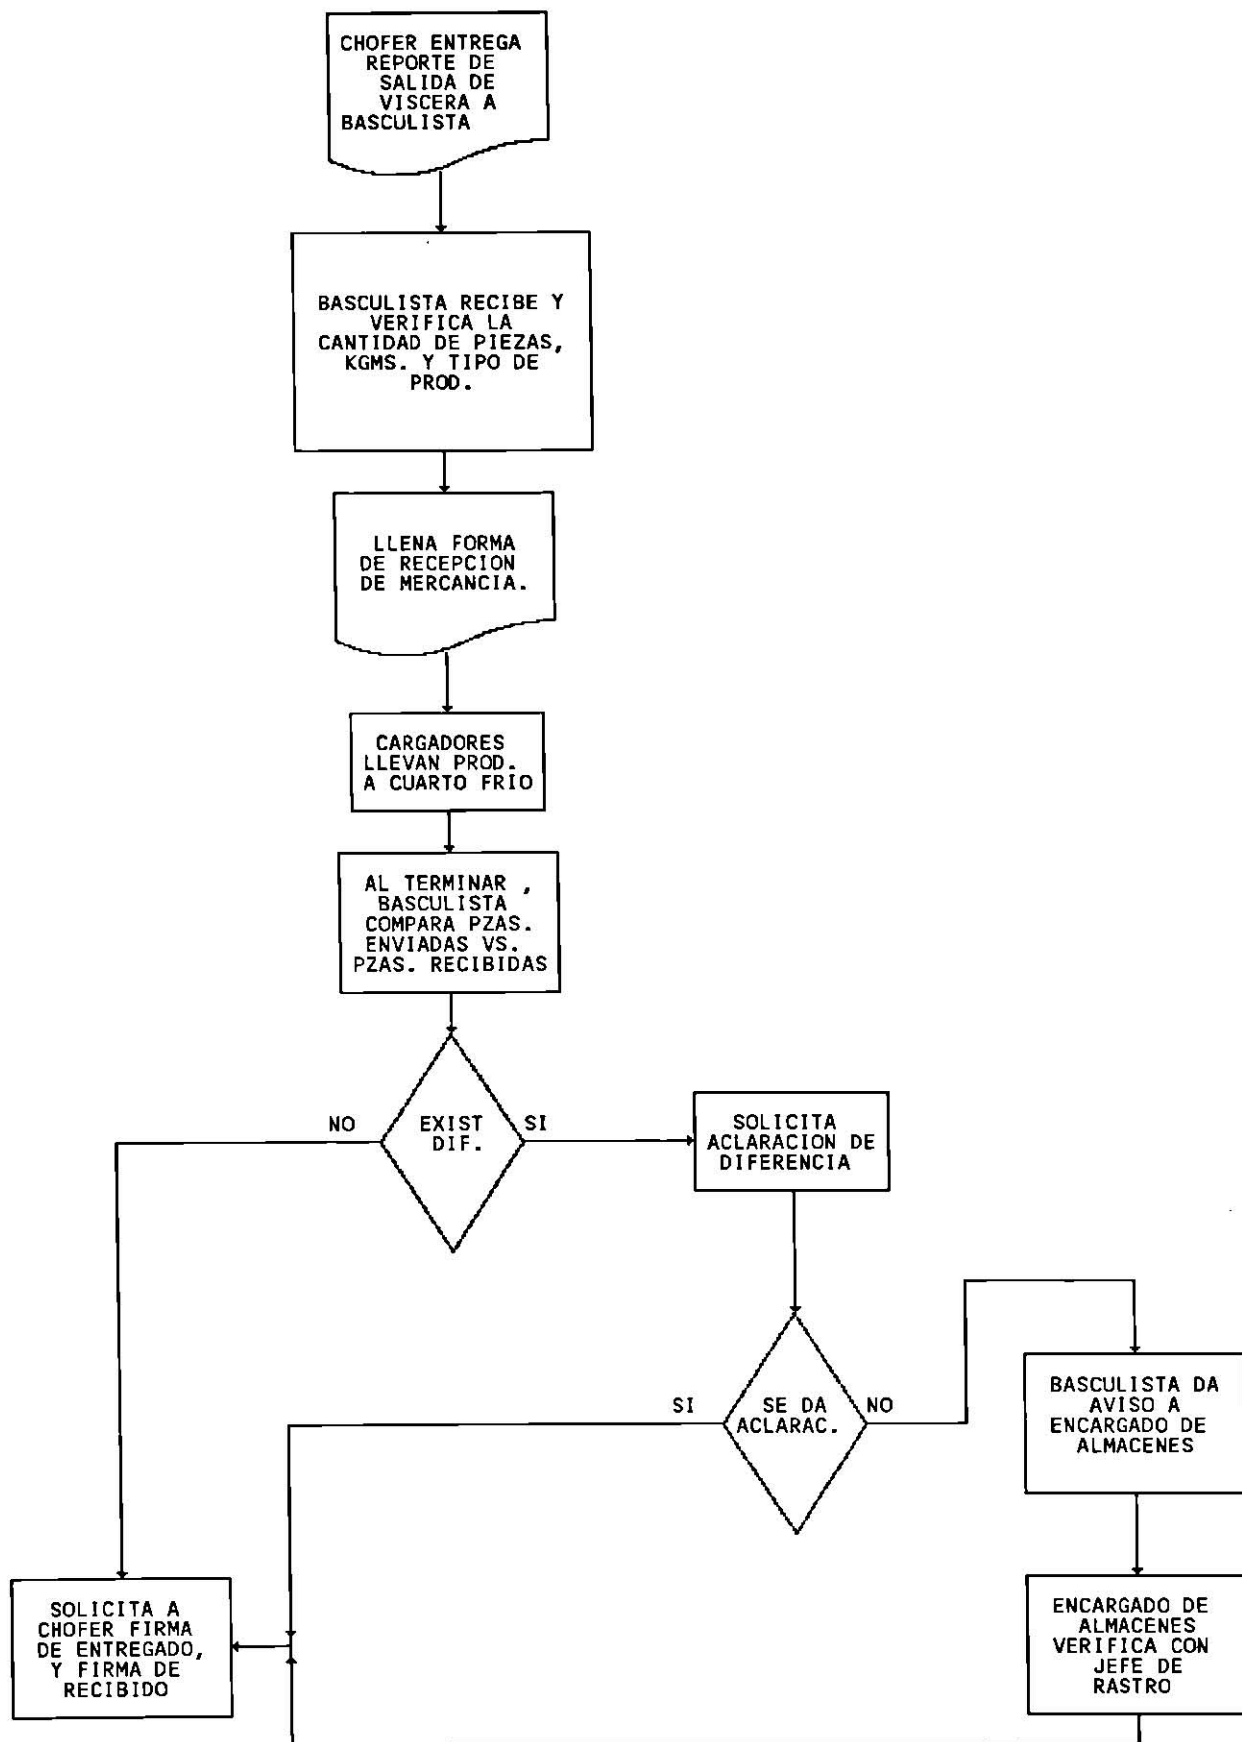 CHOFER ENTREGA
REPORTE DE
SALIDA DE
VISCERA A
BASCULISTA
BASCULISTA RECIBE Y
VERIFICA LA
CANTIDAD DE PIEZAS,
KGMS. Y TIPO DE
PROD.
LLENA FORMA
DE RECEPCION
DE MERCANCIA.
CARGADORES
LLEVAN PROD.
A CUARTO FRIO
AL TERMINAR ,
BASCULISTA
COMPARA PZAS.
ENVIADAS VS.
PZAS. RECIBIDAS
NO
EXIST
DIF.
SI
SOLICITA
ACLARACION DE
DIFERENCIA
SI
SE DA
ACLARAC.
NO
BASCULISTA DA
AVISO A
ENCARGADO DE
ALMACENES
SOLICITA A
CHOFER FIRMA
DE ENTREGADO,
Y FIRMA DE
RECIBIDO
ENCARGADO DE
ALMACENES
VERIFICA CON
JEFE DE
RASTRO